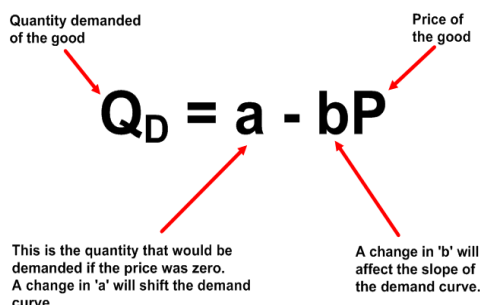 Quantity demanded
of the good
Price of
the good
QD = a - bP
This is the quantity that would be
demanded if the price was zero.
A change in 'a' will shift the demand
curve
A change in 'b' will
affect the slope of
the demand curve.